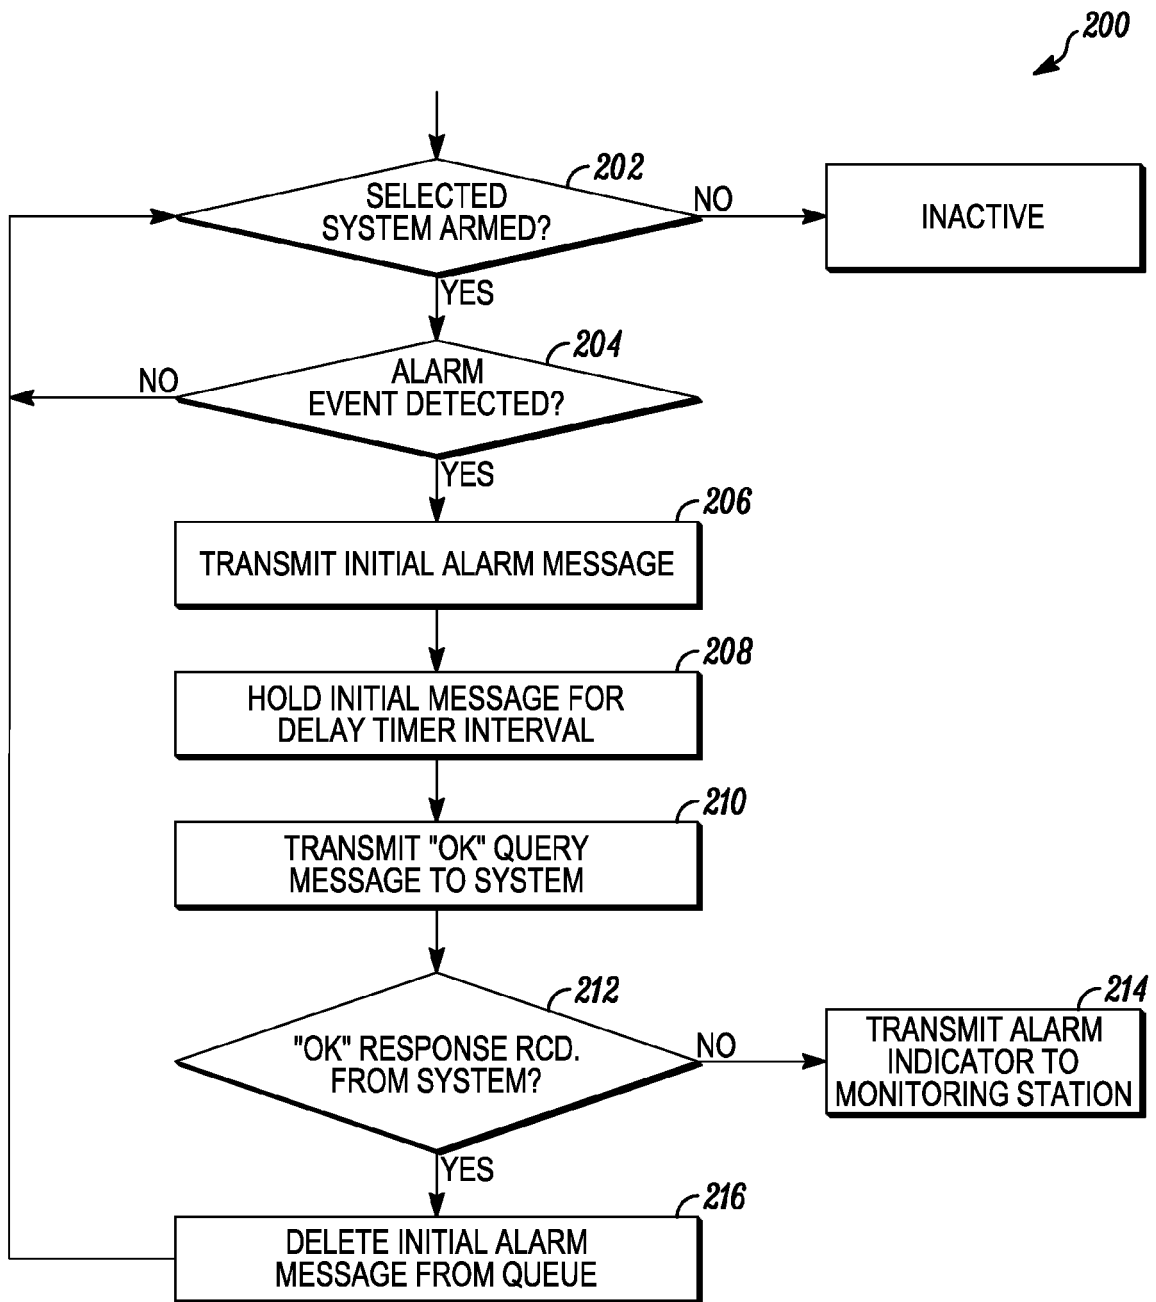 200
202
SELECTED
SYSTEM ARMED?
NO
INACTIVE
YES
204
ALARM
EVENT DETECTED?
NO
YES
206
TRANSMIT INITIAL ALARM MESSAGE
208
HOLD INITIAL MESSAGE FOR
DELAY TIMER INTERVAL
210
TRANSMIT "OK" QUERY
MESSAGE TO SYSTEM
212
"OK" RESPONSE RCD.
FROM SYSTEM?
NO
214
TRANSMIT ALARM
INDICATOR TO
MONITORING STATION
YES
216
DELETE INITIAL ALARM
MESSAGE FROM QUEUE